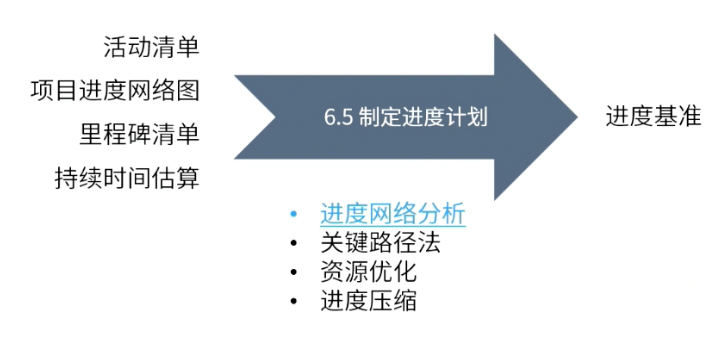 活动清单
项目进度网络图
里程碑清单
持续时间估算
6.5 制定进度计划
进度基准
• 进度网络分析
• 关键路径法
• 资源优化
• 进度压缩